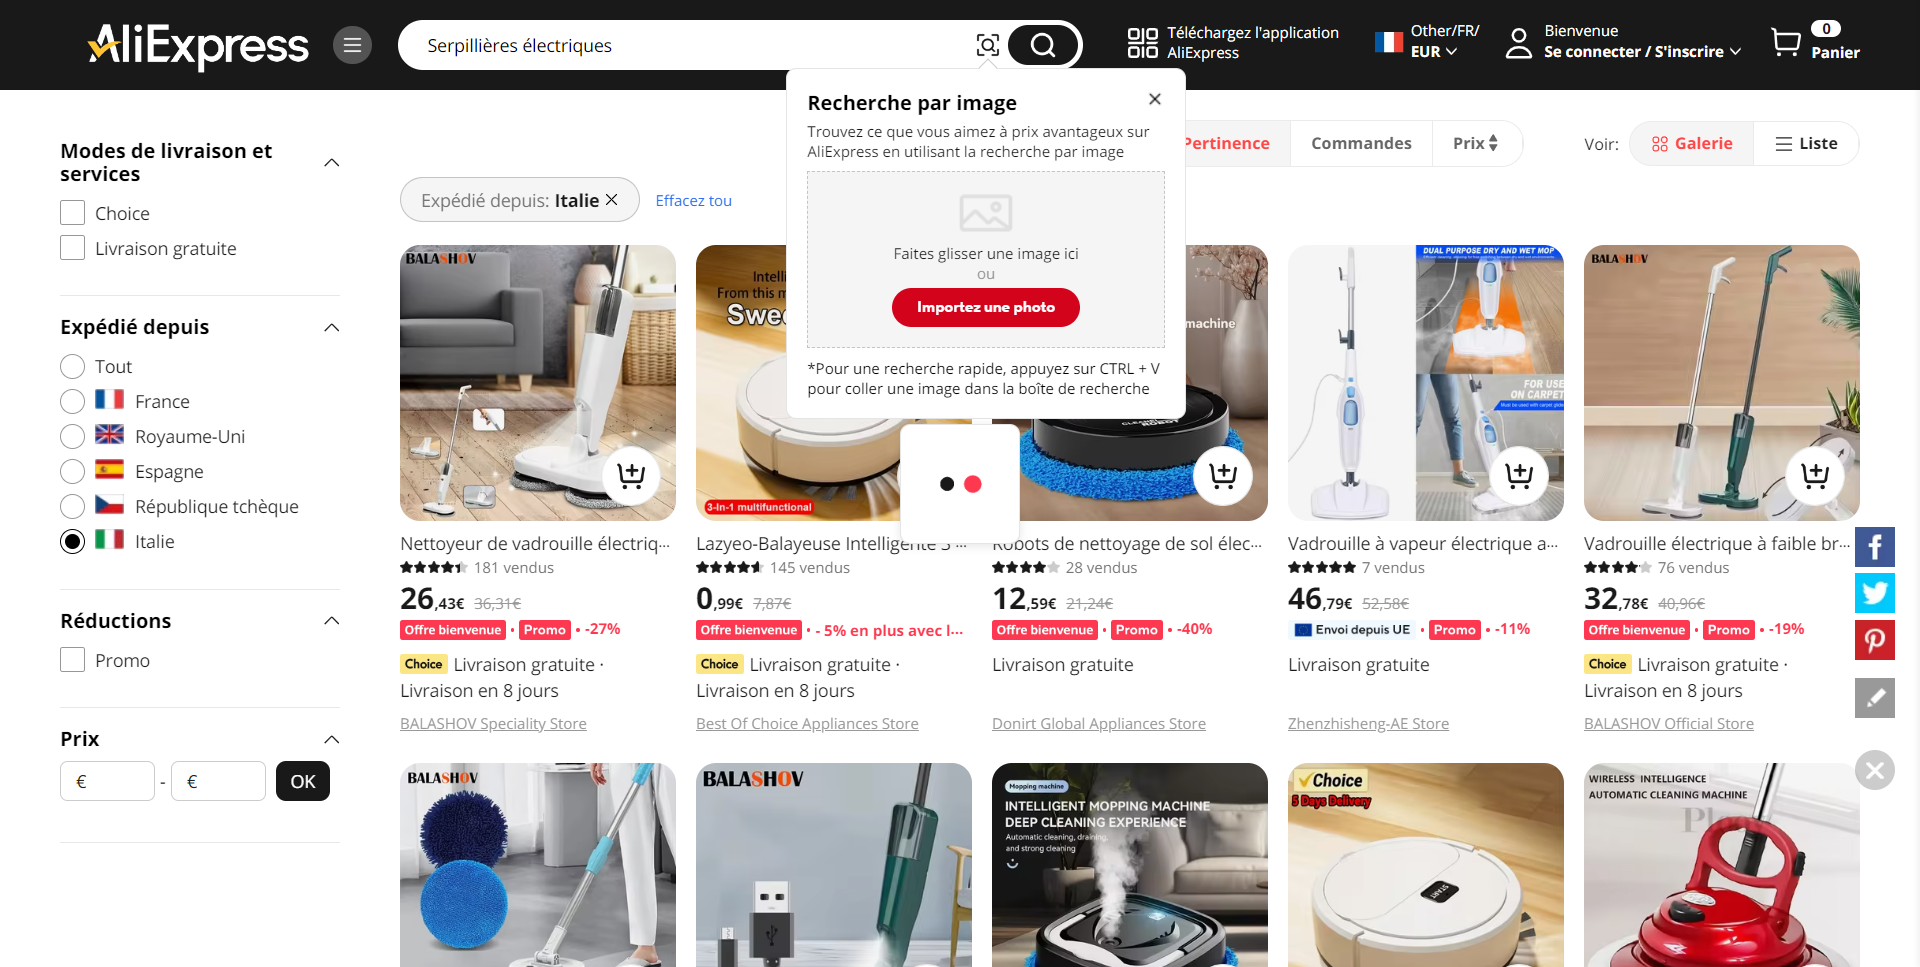 AliExpress
Serpillières électriques
Téléchargez l'application
AliExpress
Other/FR/
EUR
Bienvenue
Se connecter / S'inscrire
0
Panier
Recherche par image
Trouvez ce que vous aimez à prix avantageux sur
AliExpress en utilisant la recherche par image
Faites glisser une image ici
ou
Importez une photo
*Pour une recherche rapide, appuyez sur CTRL + V
pour coller une image dans la boîte de recherche
Pertinence
Commandes
Prix
Voir:
Galerie
Liste
Modes de livraison et
services
Choice
Livraison gratuite
Expédié depuis
Tout
France
Royaume-Uni
Espagne
République tchèque
Italie
Réductions
Promo
Prix
€ - € OK
Expédié depuis: Italie
Effacez tou
BALASHOV
Nettoyeur de vadrouille électriq...
181 vendus
26,43€ 36,31€
Offre bienvenue · Promo · -27%
Choice Livraison gratuite ·
Livraison en 8 jours
BALASHOV Speciality Store
Intelli
From this m
Swee
3-in-1 multifunctional
Lazyeo-Balayeuse Intelligente 3 ...
145 vendus
0,99€ 7,87€
Offre bienvenue · - 5% en plus avec l...
Choice Livraison gratuite ·
Livraison en 8 jours
Best Of Choice Appliances Store
machine
CLEANING
ROBOT
Robots de nettoyage de sol élec...
28 vendus
12,59€ 21,24€
Offre bienvenue · Promo · -40%
Livraison gratuite
Donirt Global Appliances Store
DUAL PURPOSE DRY AND WET MOP
FOR USE
ON CARPET
Must be used with carpet glide
Vadrouille à vapeur électrique a...
7 vendus
46,79€ 52,58€
Envoi depuis UE · Promo · -11%
Livraison gratuite
Zhenzhisheng-AE Store
BALASHOV
Vadrouille électrique à faible br...
76 vendus
32,78€ 40,96€
Offre bienvenue · Promo · -19%
Choice Livraison gratuite ·
Livraison en 8 jours
BALASHOV Official Store
BALASHOV
BALASHOV
Mopping machine
INTELLIGENT MOPPING MACHINE
DEEP CLEANING EXPERIENCE
Automatic cleaning, draining,
and strong cleaning
Choice
5 Days Delivery
START
WIRELESS INTELLIGENCE
AUTOMATIC CLEANING MACHINE